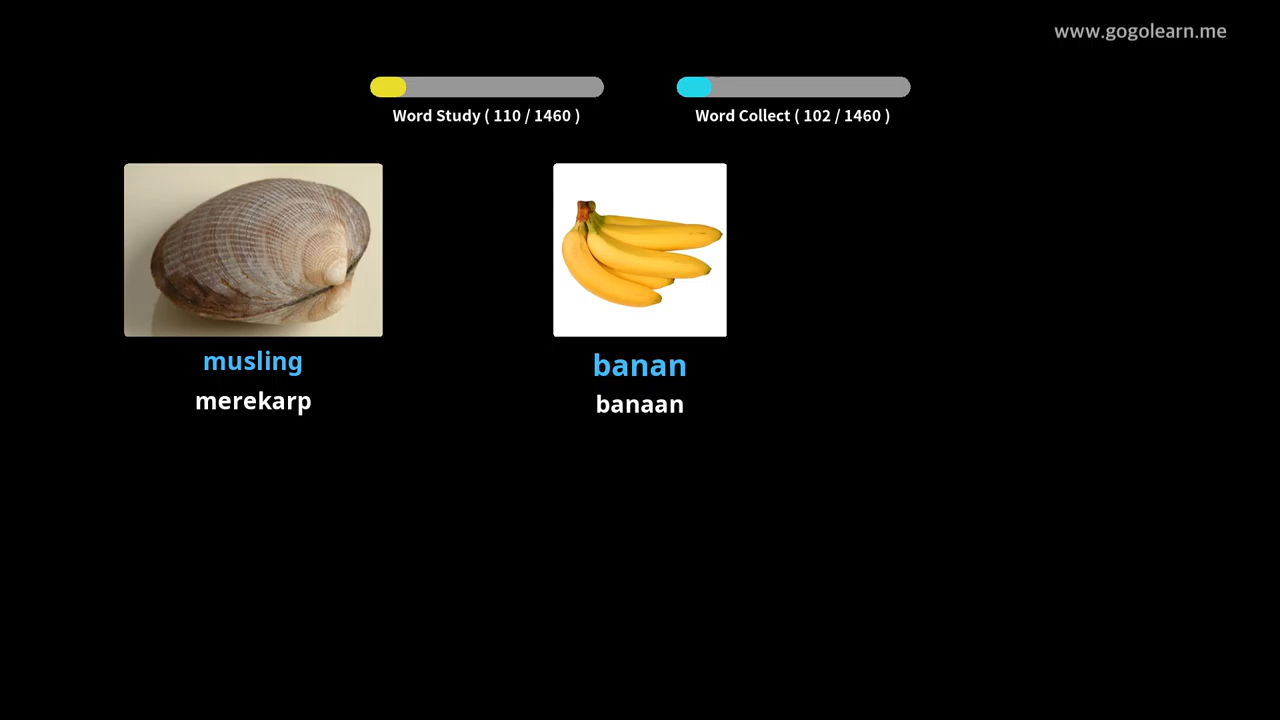 www.gogolearn.me
Word Study ( 110 / 1460 )
Word Collect ( 102 / 1460 )
musling
merekarp
banan
banaan